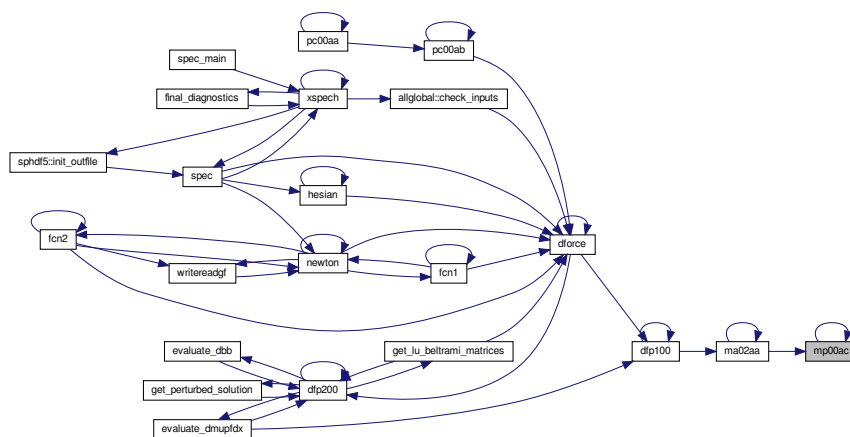 pc00aa
pc00ab
spec_main
final_diagnostics
xspech
allglobal::check_inputs
sphdf5::init_outfile
spec
hesian
fcn2
dforce
writereadgf
newton
fcn1
evaluate_dbb
get_lu_beltrami_matrices
dfp100
ma02aa
mp00ac
get_perturbed_solution
dfp200
evaluate_dmupfdx